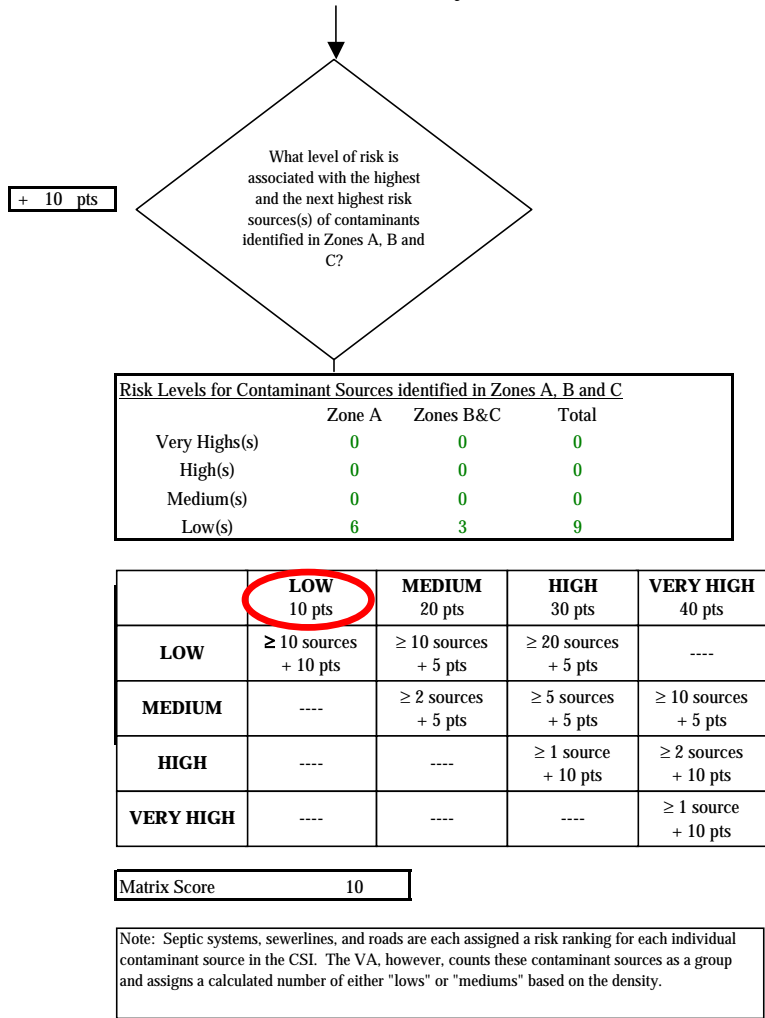 What level of risk is
associated with the highest
and the next highest risk
sources(s) of contaminants
identified in Zones A, B and
C?
+ 10 pts
Risk Levels for Contaminant Sources identified in Zones A, B and C
Zone A Zones B&C Total
Very Highs(s) 0 0 0
High(s) 0 0 0
Medium(s) 0 0 0
Low(s) 6 3 9
LOW MEDIUM HIGH VERY HIGH
10 pts 20 pts 30 pts 40 pts
LOW ≥ 10 sources ≥ 10 sources ≥ 20 sources ----
+ 10 pts + 5 pts + 5 pts
MEDIUM ---- ≥ 2 sources ≥ 5 sources ≥ 10 sources
+ 5 pts + 5 pts + 5 pts
HIGH ---- ---- ≥ 1 source ≥ 2 sources
+ 10 pts + 10 pts
VERY HIGH ---- ---- ---- ≥ 1 source
+ 10 pts
Matrix Score 10
Note: Septic systems, sewerlines, and roads are each assigned a risk ranking for each individual
contaminant source in the CSI. The VA, however, counts these contaminant sources as a group
and assigns a calculated number of either "lows" or "mediums" based on the density.